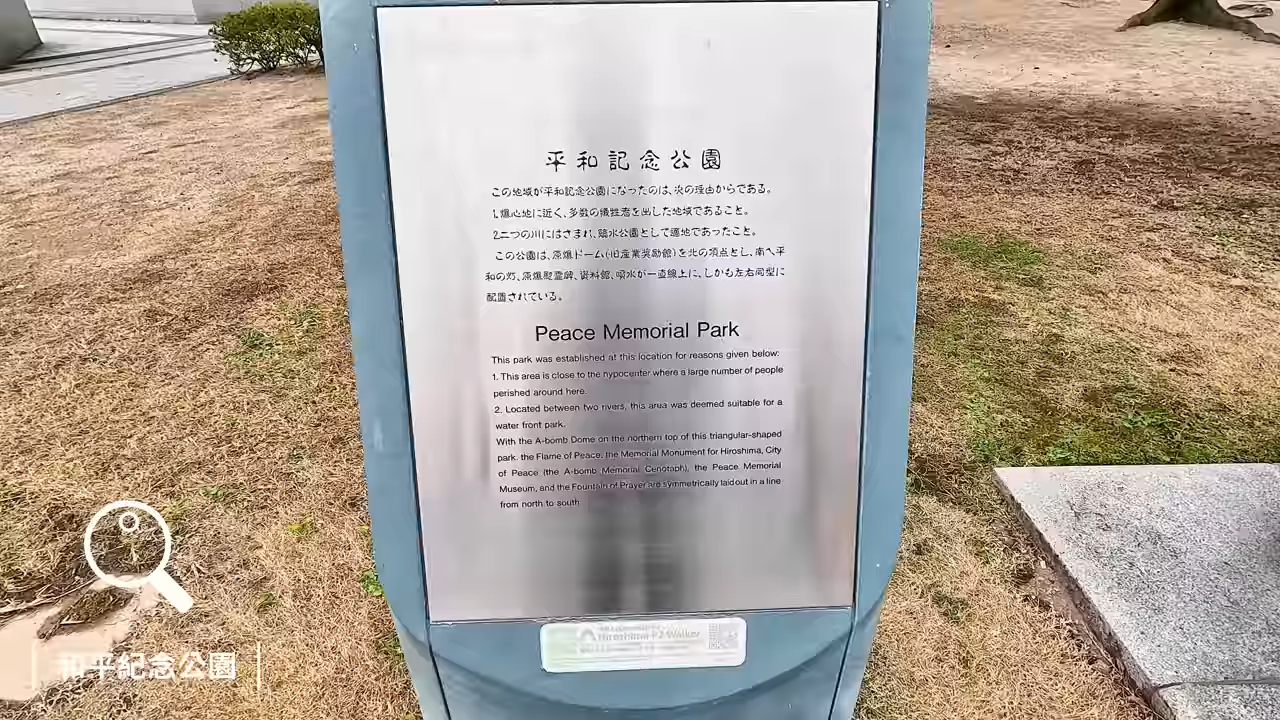 平和記念公園
この地域が平和記念公園になったのは、次の理由からである。
1.爆心地に近く、多数の犠牲者を出した地域であること。
2.二つの川にはさまれ、臨水公園として適地であったこと。
この公園は、原爆ドーム(旧産業奨励館)を北の頂点とし、南へ平
和の灯、原爆慰霊碑、資料館、噴水が一直線上に、しかも左右同型に
配置されている。
Peace Memorial Park
This park was established at this location for reasons given below:
1. This area is close to the hypocenter where a large number of people
perished around here.
2. Located between two rivers, this area was deemed suitable for a
water front park.
With the A-bomb Dome on the northern top of this triangular-shaped
park, the Flame of Peace, the Memorial Monument for Hiroshima, City
of Peace (the A-bomb Memorial Cenotaph), the Peace Memorial
Museum, and the Fountain of Prayer are symmetrically laid out in a line
from north to south
Hiroshima P2 Walker
和平紀念公園